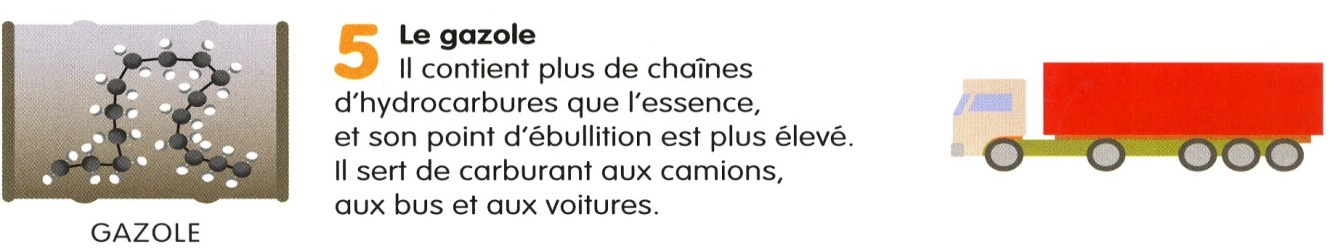 5 Le gazole
Il contient plus de chaînes
d'hydrocarbures que l'essence,
et son point d'ébullition est plus élevé.
Il sert de carburant aux camions,
aux bus et aux voitures.
GAZOLE